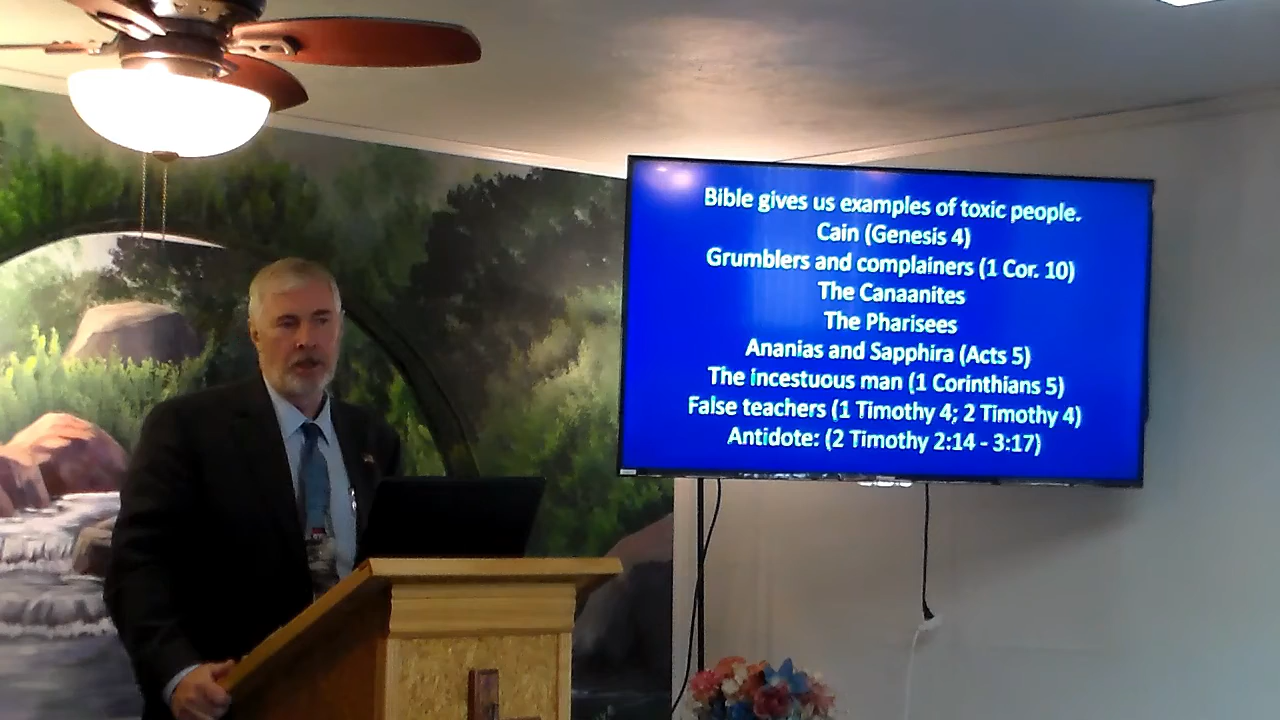 Bible gives us examples of toxic people.
Cain (Genesis 4)
Grumblers and complainers (1 Cor. 10)
The Canaanites
The Pharisees
Ananias and Sapphira (Acts 5)
The incestuous man (1 Corinthians 5)
False teachers (1 Timothy 4; 2 Timothy 4)
Antidote: (2 Timothy 2:14 - 3:17)